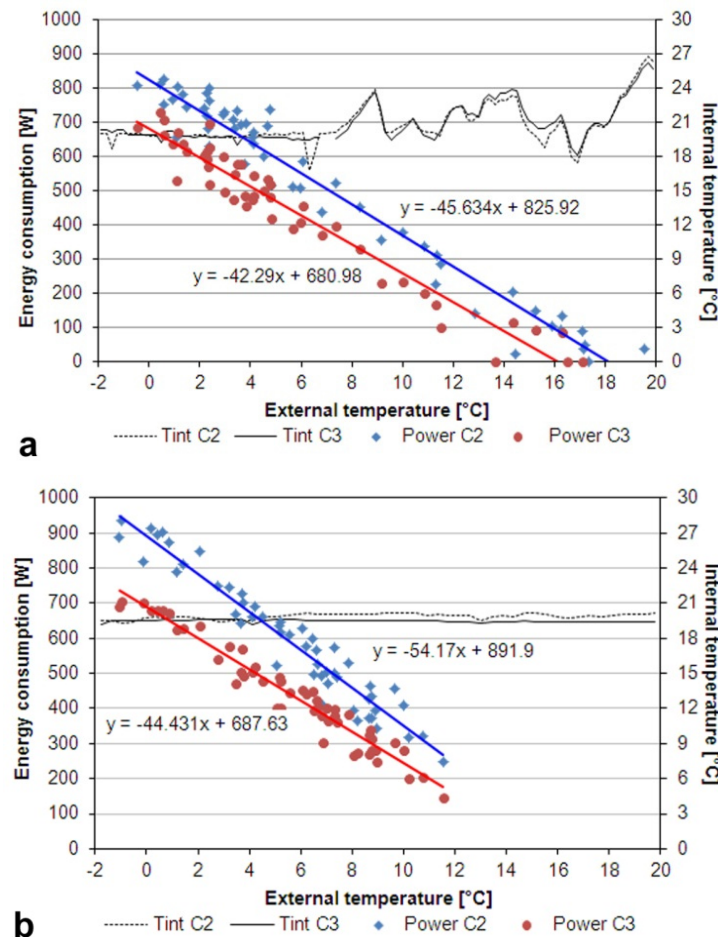 1000
900
800
700
600
500
400
300
200
100
0
Energy consumption [W]
30
27
24
21
18
15
12
9
6
3
0
Internal temperature [°C]
y = -45.634x + 825.92
y = -42.29x + 680.98
-2 0 2 4 6 8 10 12 14 16 18 20
External temperature [°C]
Tint C2 Tint C3 Power C2 Power C3
a
1000
900
800
700
600
500
400
300
200
100
0
Energy consumption [W]
30
27
24
21
18
15
12
9
6
3
0
Internal temperature [°C]
y = -54.17x + 891.9
y = -44.431x + 687.63
-2 0 2 4 6 8 10 12 14 16 18 20
External temperature [°C]
Tint C2 Tint C3 Power C2 Power C3
b